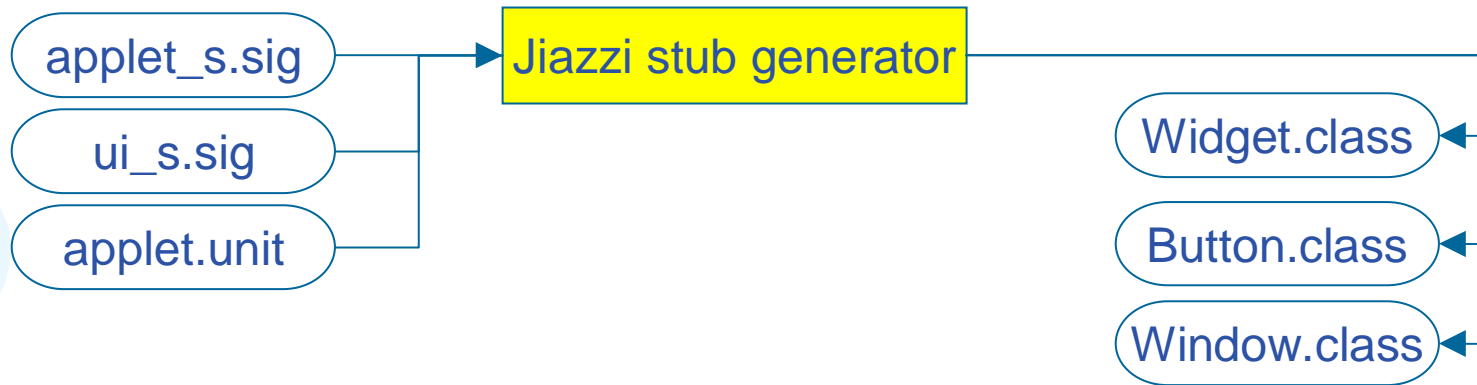 applet_s.sig
ui_s.sig
applet.unit
Jiazzi stub generator
Widget.class
Button.class
Window.class